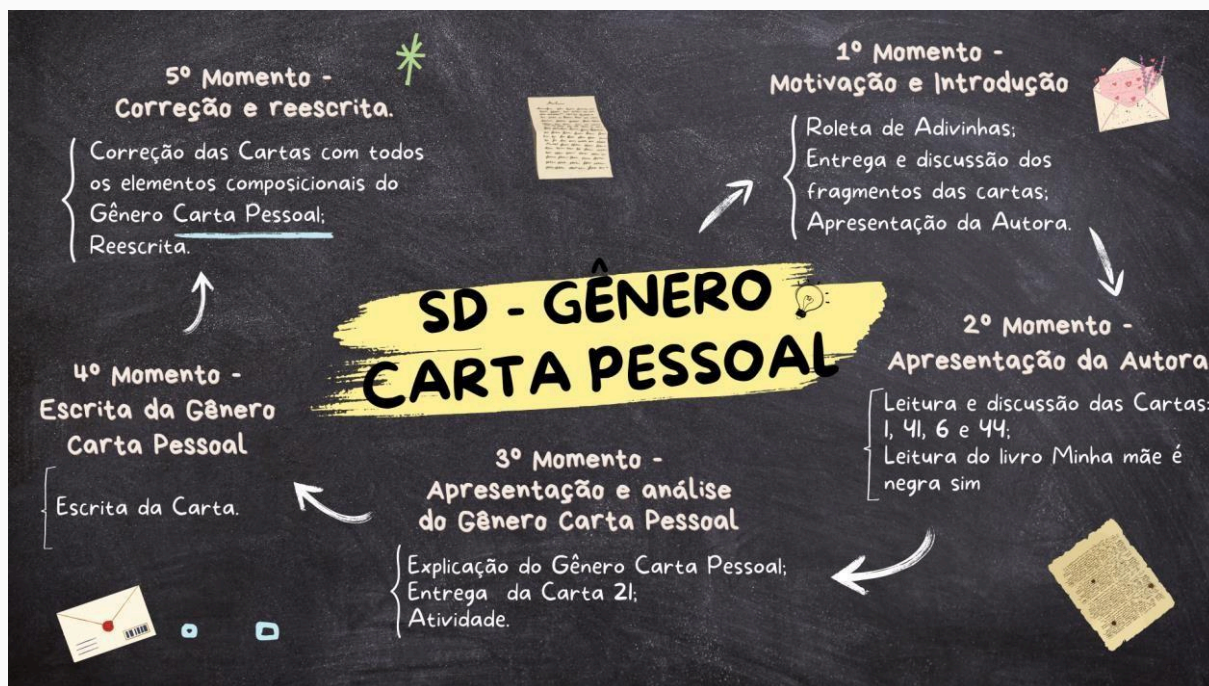 SD - GÊNERO
CARTA PESSOAL
1º Momento -
Motivação e Introdução
Roleta de Adivinhas;
Entrega e discussão dos
fragmentos das cartas;
Apresentação da Autora.
2º Momento -
Apresentação da Autora
Leitura e discussão das Cartas:
1, 41, 6 e 44;
Leitura do livro Minha mãe é
negra sim
3º Momento -
Apresentação e análise
do Gênero Carta Pessoal
Explicação do Gênero Carta Pessoal;
Entrega da Carta 21;
Atividade.
4º Momento -
Escrita da Gênero
Carta Pessoal
Escrita da Carta.
5º Momento -
Correção e reescrita.
Correção das Cartas com todos
os elementos composicionais do
Gênero Carta Pessoal;
Reescrita.